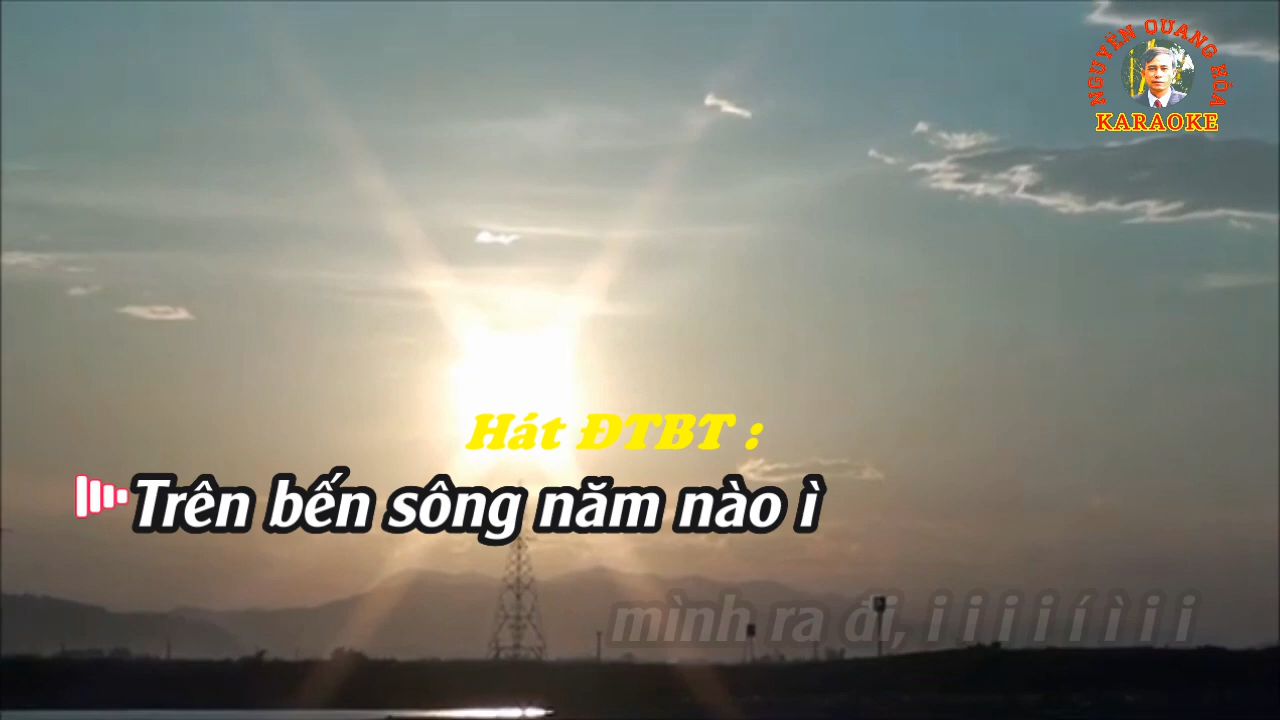 NGUYỄN QUANG HÒA
KARAOKE
Hát ĐTBT :
Trên bến sông năm nào ì
mình ra đi, i i i i í ì i i